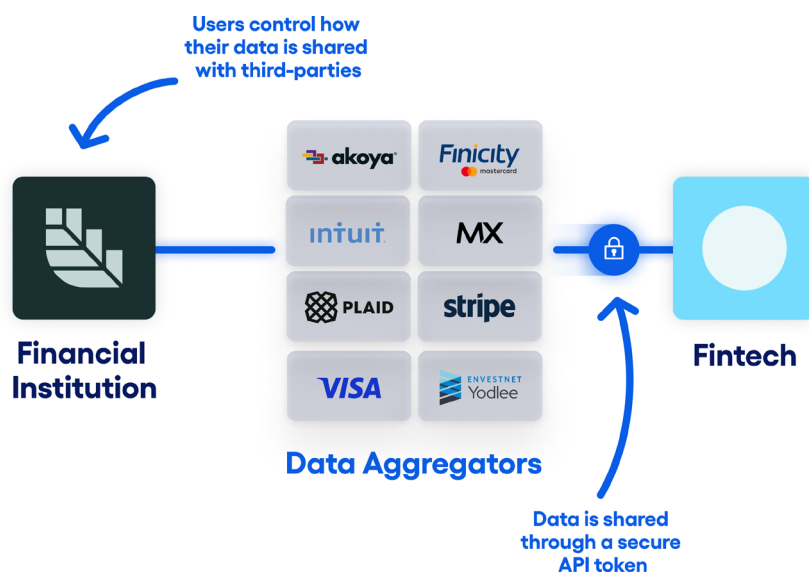 Users control how
their data is shared
with third-parties
akoya®
Finicity
mastercard
intuit.
MX
PLAID
stripe
VISA
ENVESTNET
Yodlee
Financial
Institution
Fintech
Data Aggregators
Data is shared
through a secure
API token